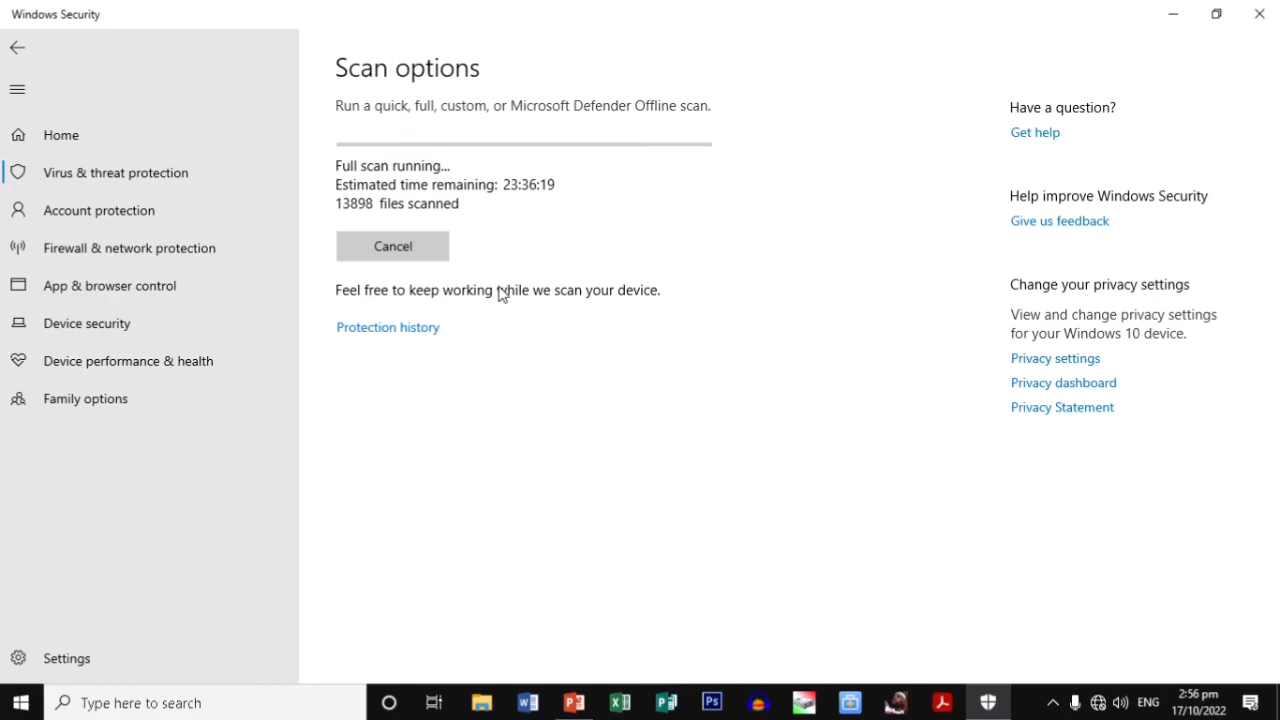 Windows Security
Home
Virus & threat protection
Account protection
Firewall & network protection
App & browser control
Device security
Device performance & health
Family options
Settings
Scan options
Run a quick, full, custom, or Microsoft Defender Offline scan.
Full scan running...
Estimated time remaining: 23:36:19
13898 files scanned
Cancel
Feel free to keep working while we scan your device.
Protection history
Have a question?
Get help
Help improve Windows Security
Give us feedback
Change your privacy settings
View and change privacy settings
for your Windows 10 device.
Privacy settings
Privacy dashboard
Privacy Statement
Type here to search
Ps
ENG
2:56 pm
17/10/2022